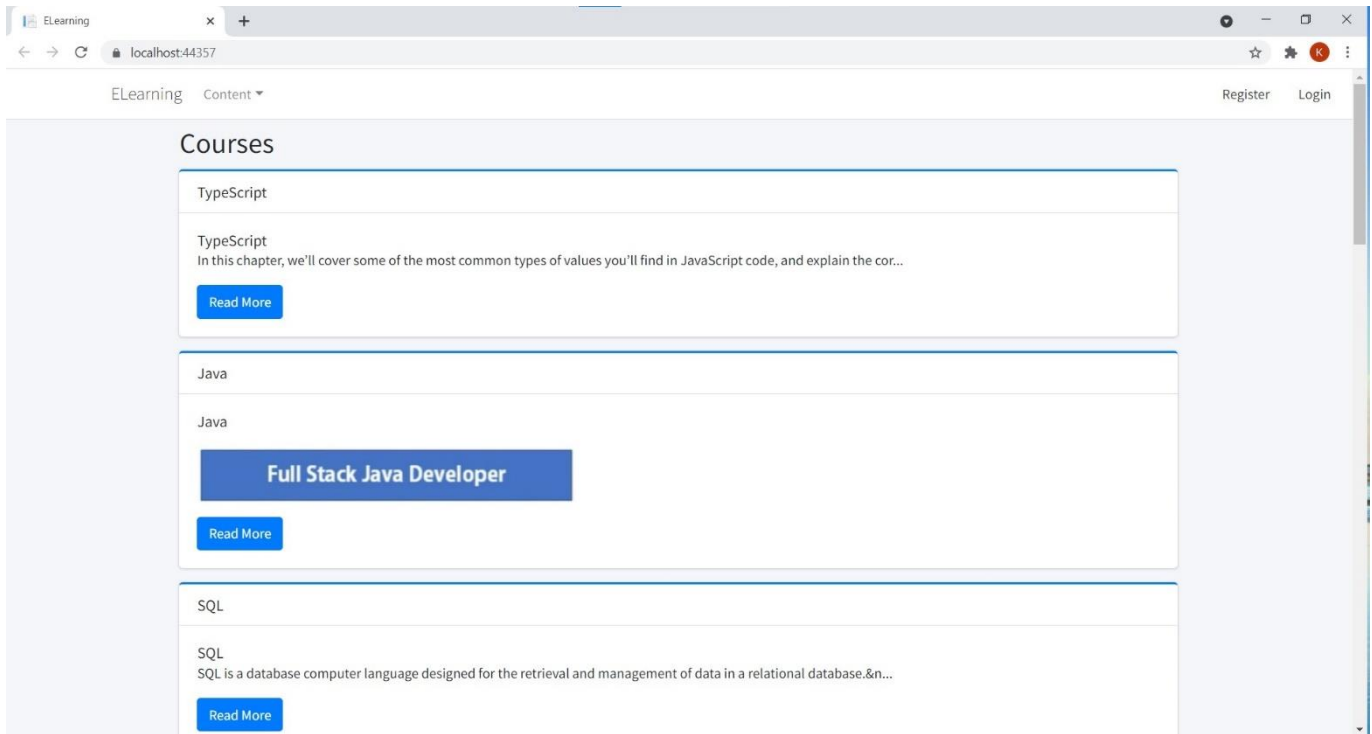 ELearning
localhost:44357
K
ELearning Content Register Login
Courses
TypeScript
TypeScript
In this chapter, we'll cover some of the most common types of values you'll find in JavaScript code, and explain the cor...
Read More
Java
Java
Full Stack Java Developer
Read More
SQL
SQL
SQL is a database computer language designed for the retrieval and management of data in a relational database.&n...
Read More